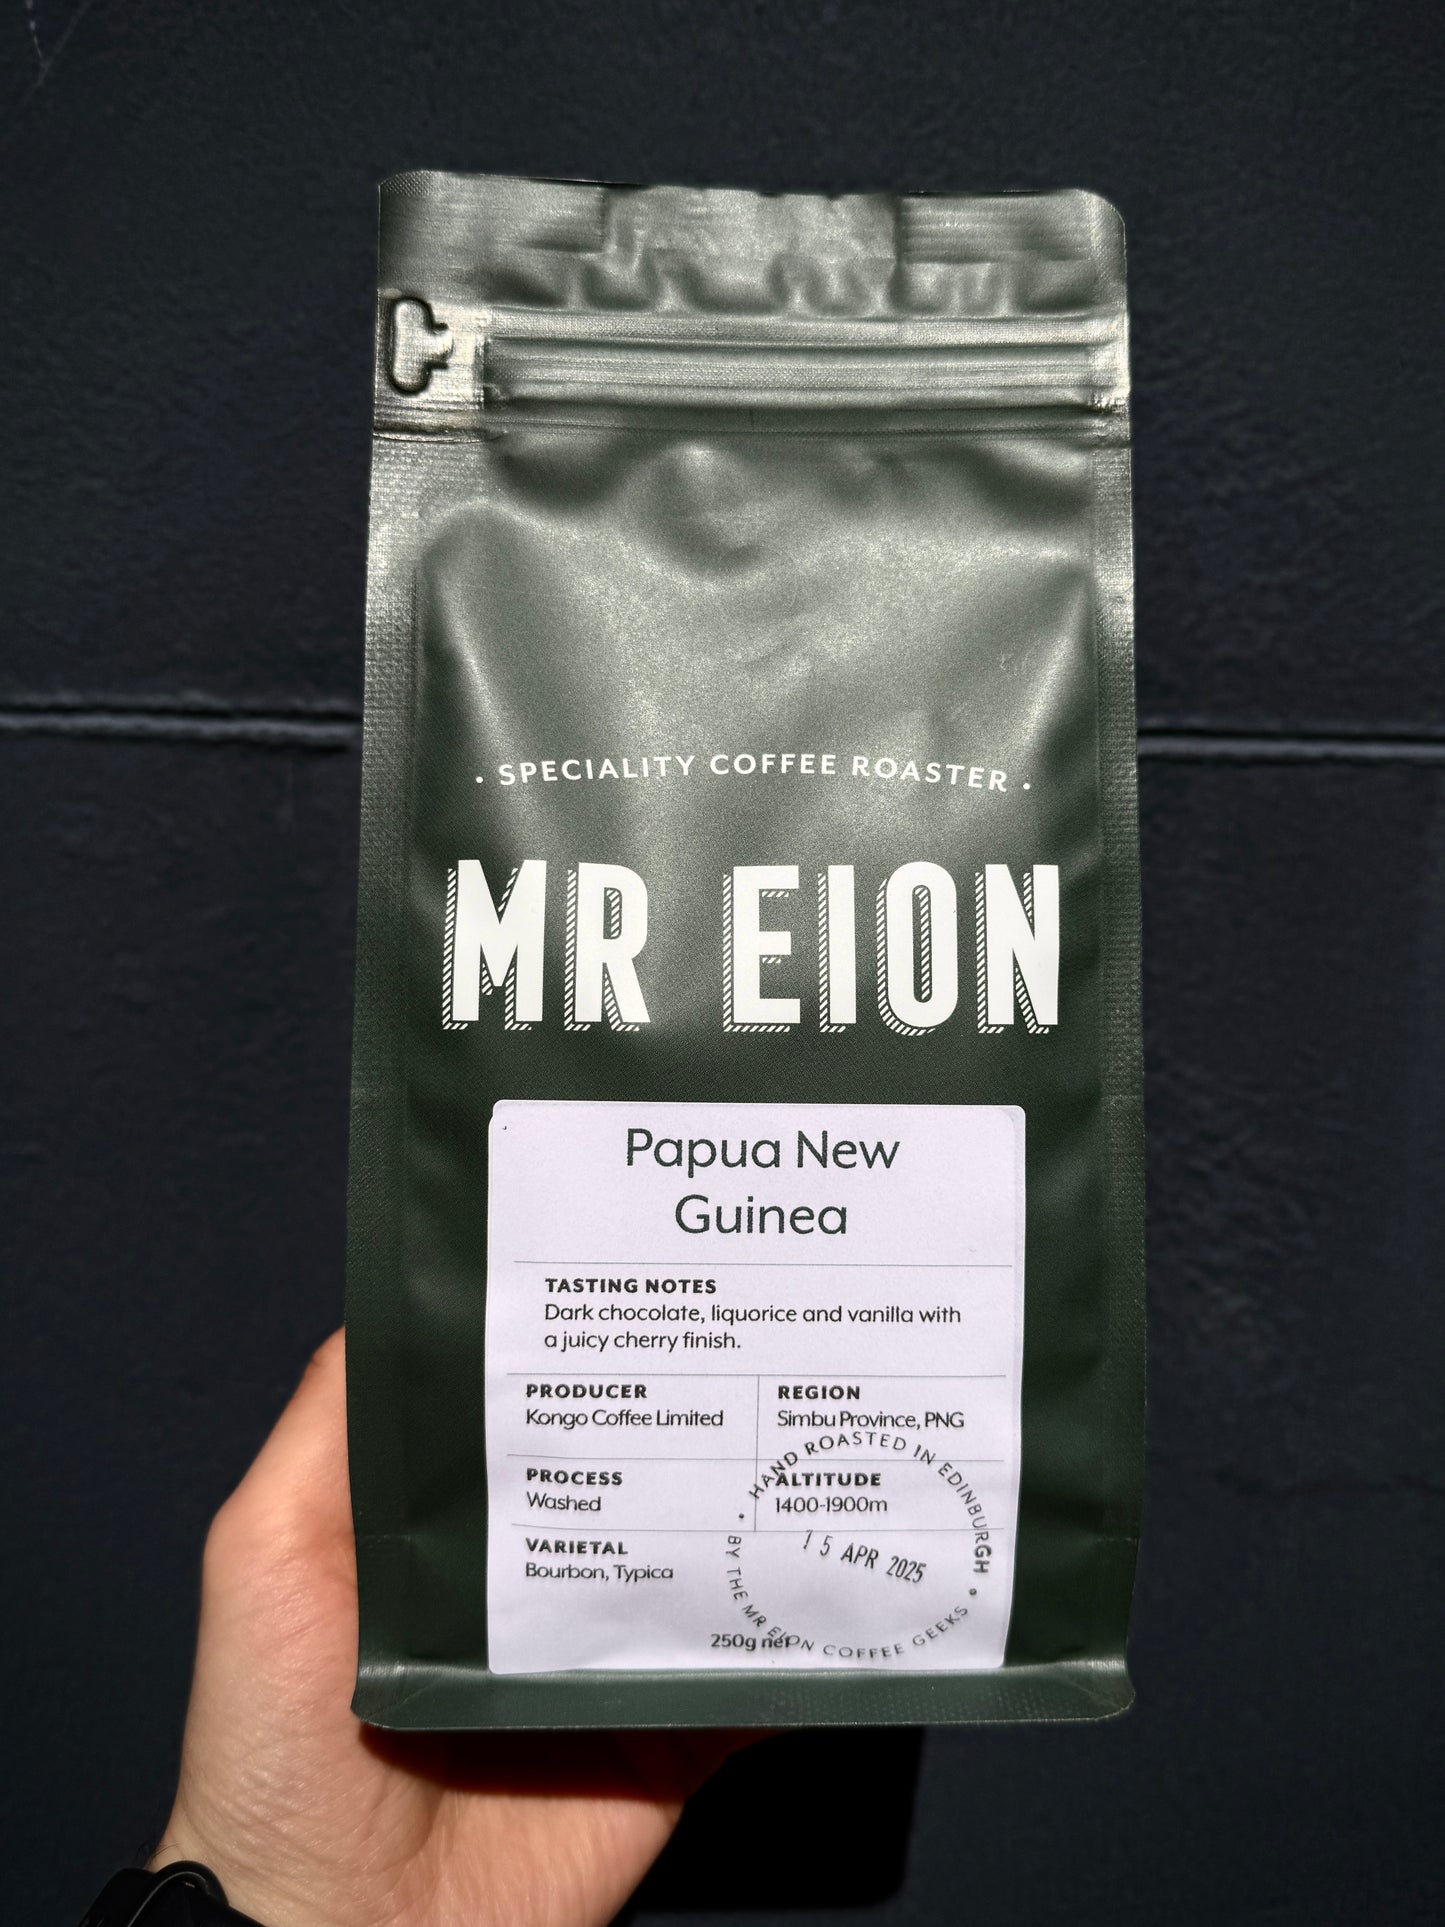 · SPECIALITY COFFEE ROASTER ·
MR EION
Papua New
Guinea
TASTING NOTES
Dark chocolate, liquorice and vanilla with
a juicy cherry finish.
PRODUCER
Kongo Coffee Limited
REGION
Simbu Province, PNG
PROCESS
Washed
ALTITUDE
1400-1900m
VARIETAL
Bourbon, Typica
250g net
· HAND ROASTED IN EDINBURGH ·
BY THE MR EION COFFEE GEEKS
15 APR 2025